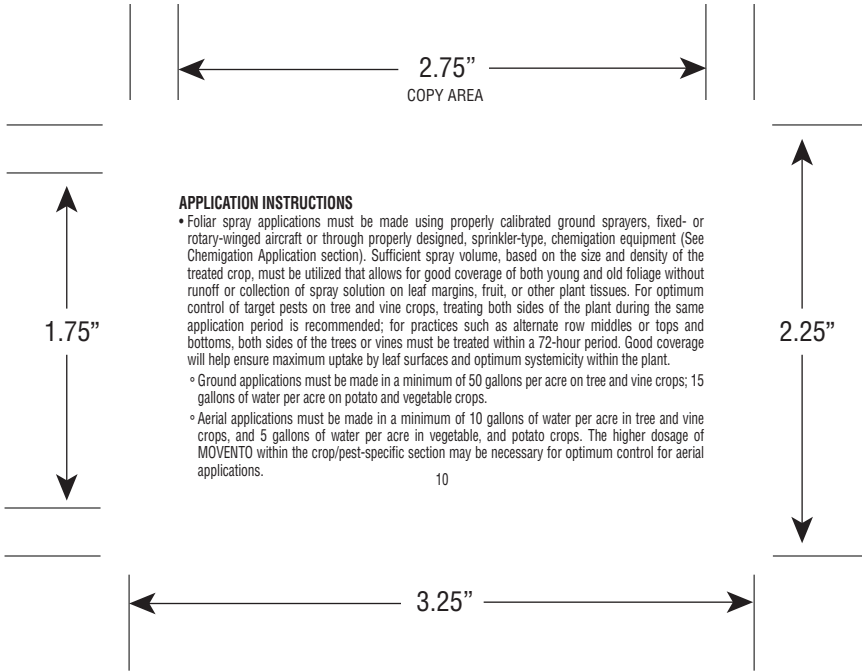 2.75”
COPY AREA
APPLICATION INSTRUCTIONS
• Foliar spray applications must be made using properly calibrated ground sprayers, fixed- or
rotary-winged aircraft or through properly designed, sprinkler-type, chemigation equipment (See
Chemigation Application section). Sufficient spray volume, based on the size and density of the
treated crop, must be utilized that allows for good coverage of both young and old foliage without
runoff or collection of spray solution on leaf margins, fruit, or other plant tissues. For optimum
control of target pests on tree and vine crops, treating both sides of the plant during the same
application period is recommended; for practices such as alternate row middles or tops and
bottoms, both sides of the trees or vines must be treated within a 72-hour period. Good coverage
will help ensure maximum uptake by leaf surfaces and optimum systemicity within the plant.
° Ground applications must be made in a minimum of 50 gallons per acre on tree and vine crops; 15
gallons of water per acre on potato and vegetable crops.
° Aerial applications must be made in a minimum of 10 gallons of water per acre in tree and vine
crops, and 5 gallons of water per acre in vegetable, and potato crops. The higher dosage of
MOVENTO within the crop/pest-specific section may be necessary for optimum control for aerial
applications.
10
1.75”
2.25”
3.25”